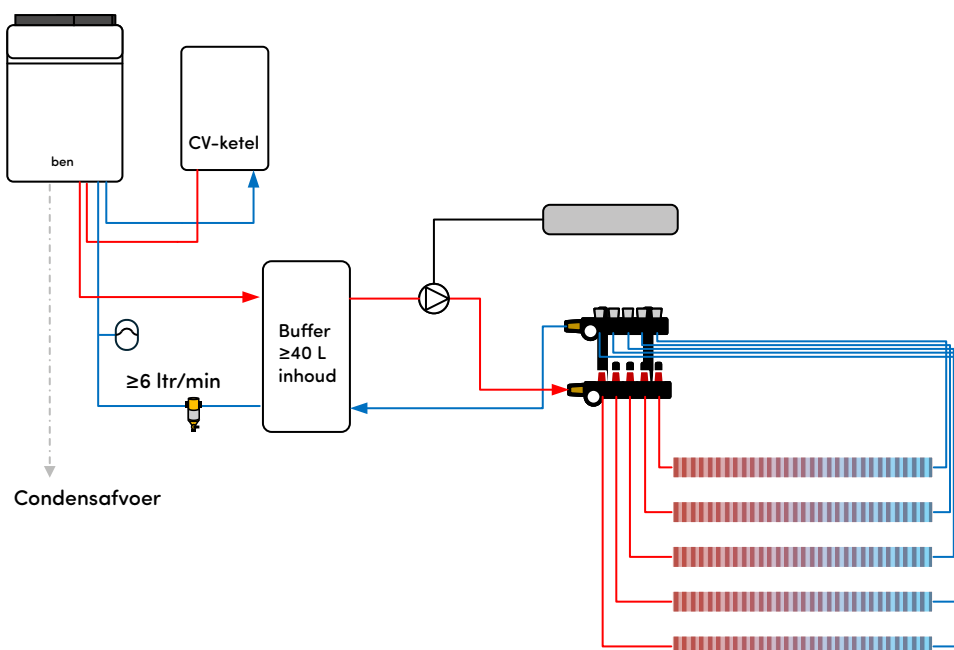 CV-ketel
ben
Buffer
≥40 L
inhoud
≥6 ltr/min
Condensafvoer